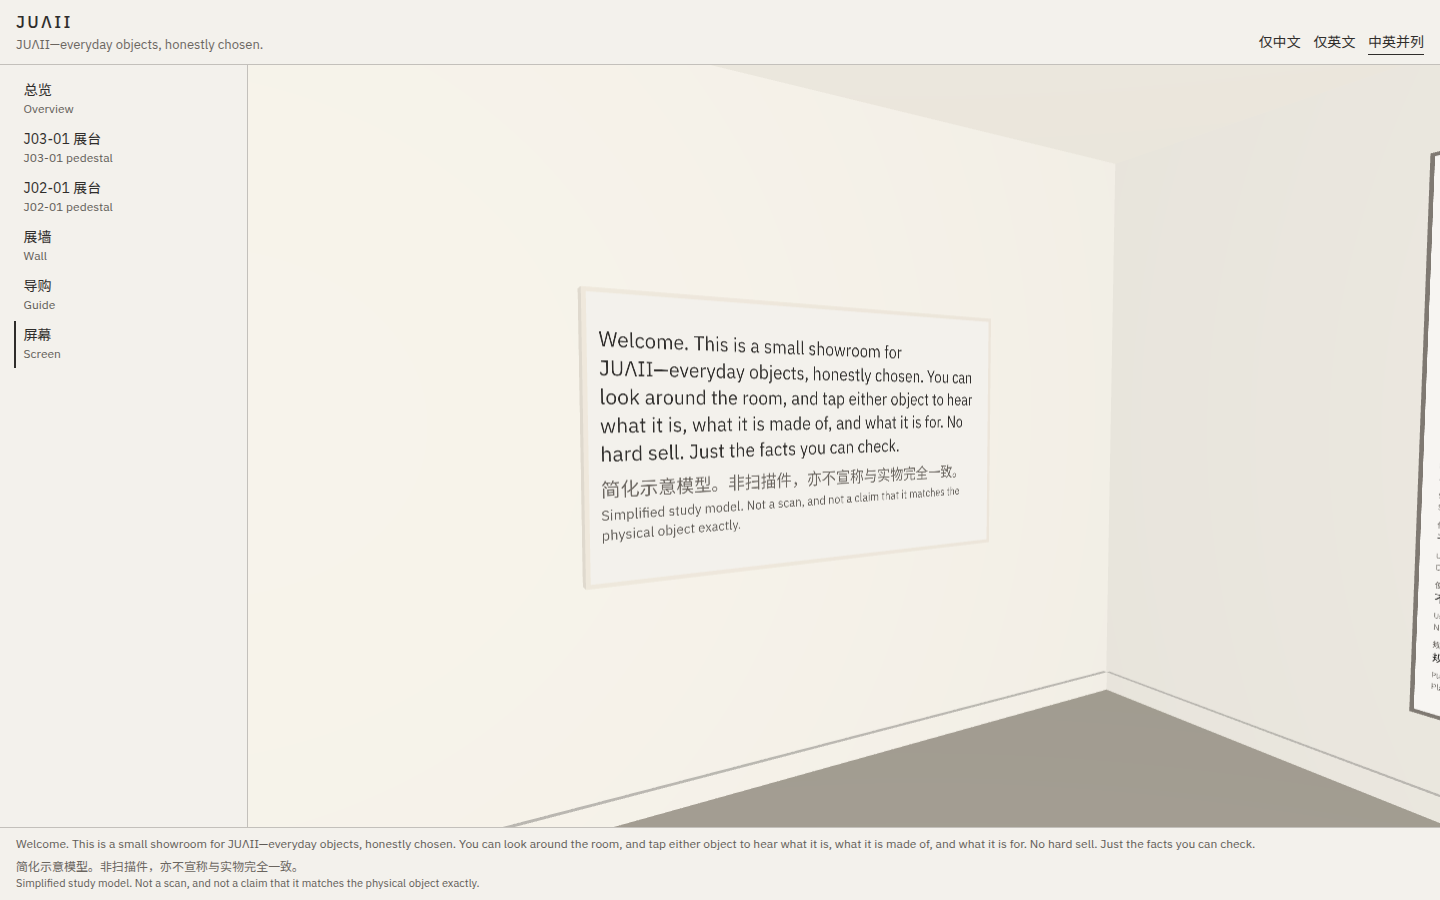 JUΛII
JUΛII—everyday objects, honestly chosen.
仅中文 仅英文 中英并列
总览
Overview
J03-01 展台
J03-01 pedestal
J02-01 展台
J02-01 pedestal
展墙
Wall
导购
Guide
屏幕
Screen
Welcome. This is a small showroom for
JUΛII—everyday objects, honestly chosen. You can
look around the room, and tap either object to hear
what it is, what it is made of, and what it is for. No
hard sell. Just the facts you can check.
简化示意模型。非扫描件，亦不宣称与实物完全一致。
Simplified study model. Not a scan, and not a claim that it matches the
physical object exactly.
Welcome. This is a small showroom for JUΛII—everyday objects, honestly chosen. You can look around the room, and tap either object to hear what it is, what it is made of, and what it is for. No hard sell. Just the facts you can check.
简化示意模型。非扫描件，亦不宣称与实物完全一致。
Simplified study model. Not a scan, and not a claim that it matches the physical object exactly.